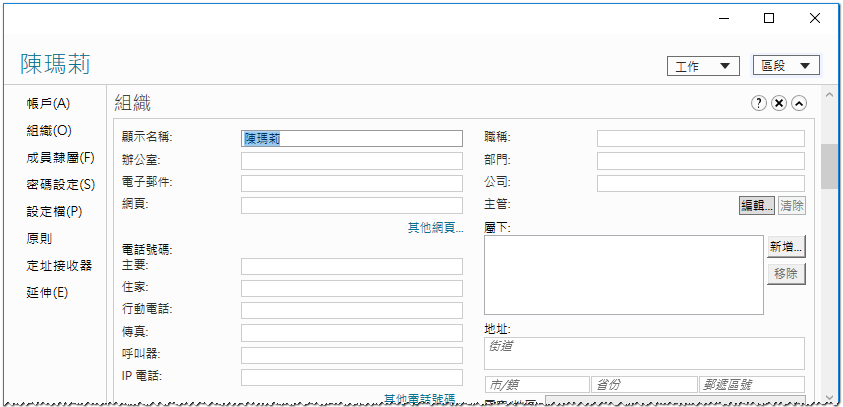 陳瑪莉
工作
區段
帳戶(A)
組織(O)
成員隸屬(F)
密碼設定(S)
設定檔(P)
原則
定址接收器
延伸(E)
組織
顯示名稱:
陳瑪莉
辦公室:
電子郵件:
網頁:
其他網頁...
電話號碼:
主要:
住家:
行動電話:
傳真:
呼叫器:
IP 電話:
其他電話號碼...
職稱:
部門:
公司:
主管:
編輯...
清除
屬下:
新增...
移除
地址:
街道
市/鎮
省份
郵遞區號